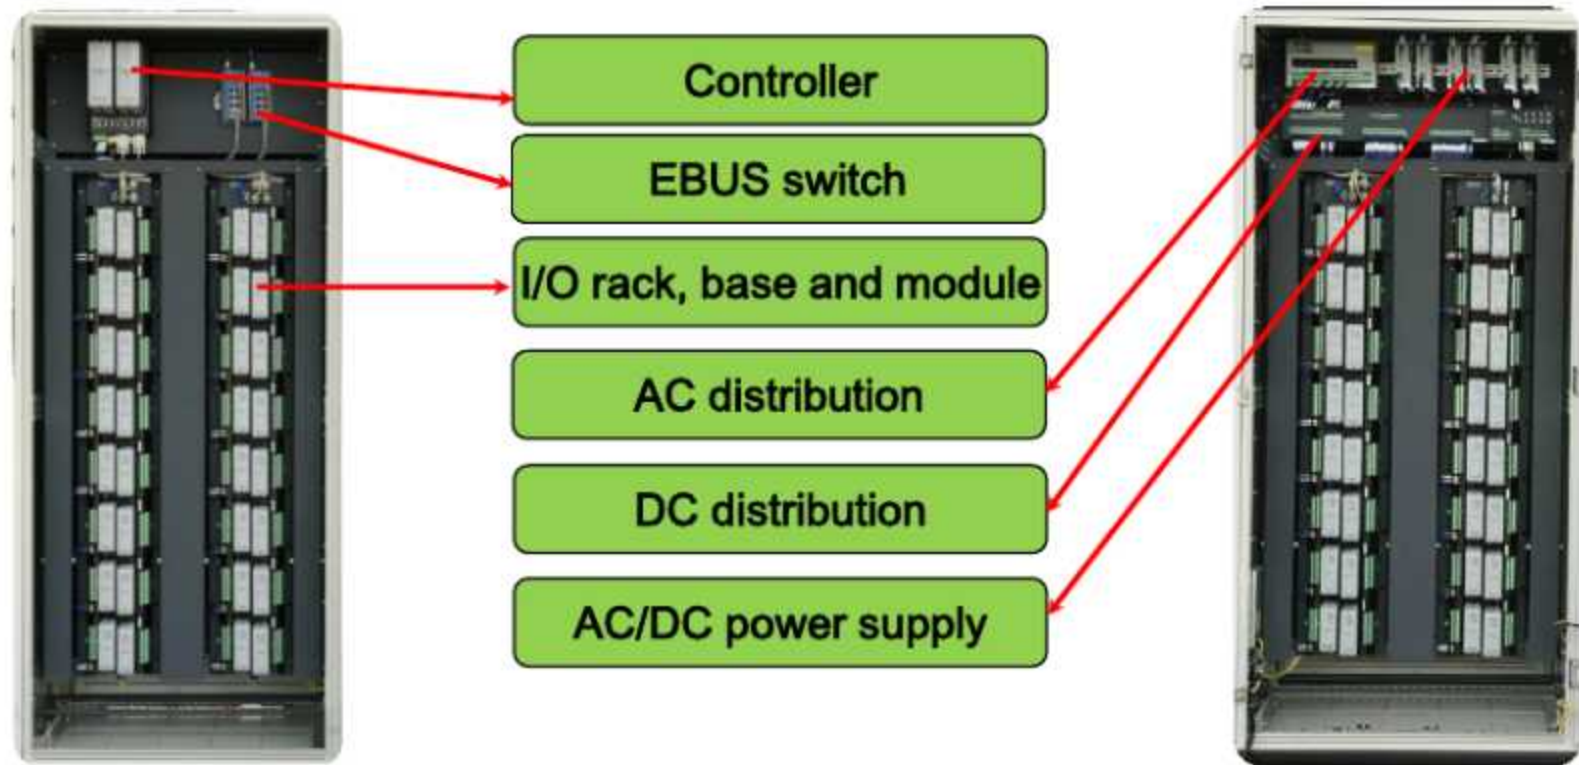 Controller
EBUS switch
I/O rack, base and module
AC distribution
DC distribution
AC/DC power supply